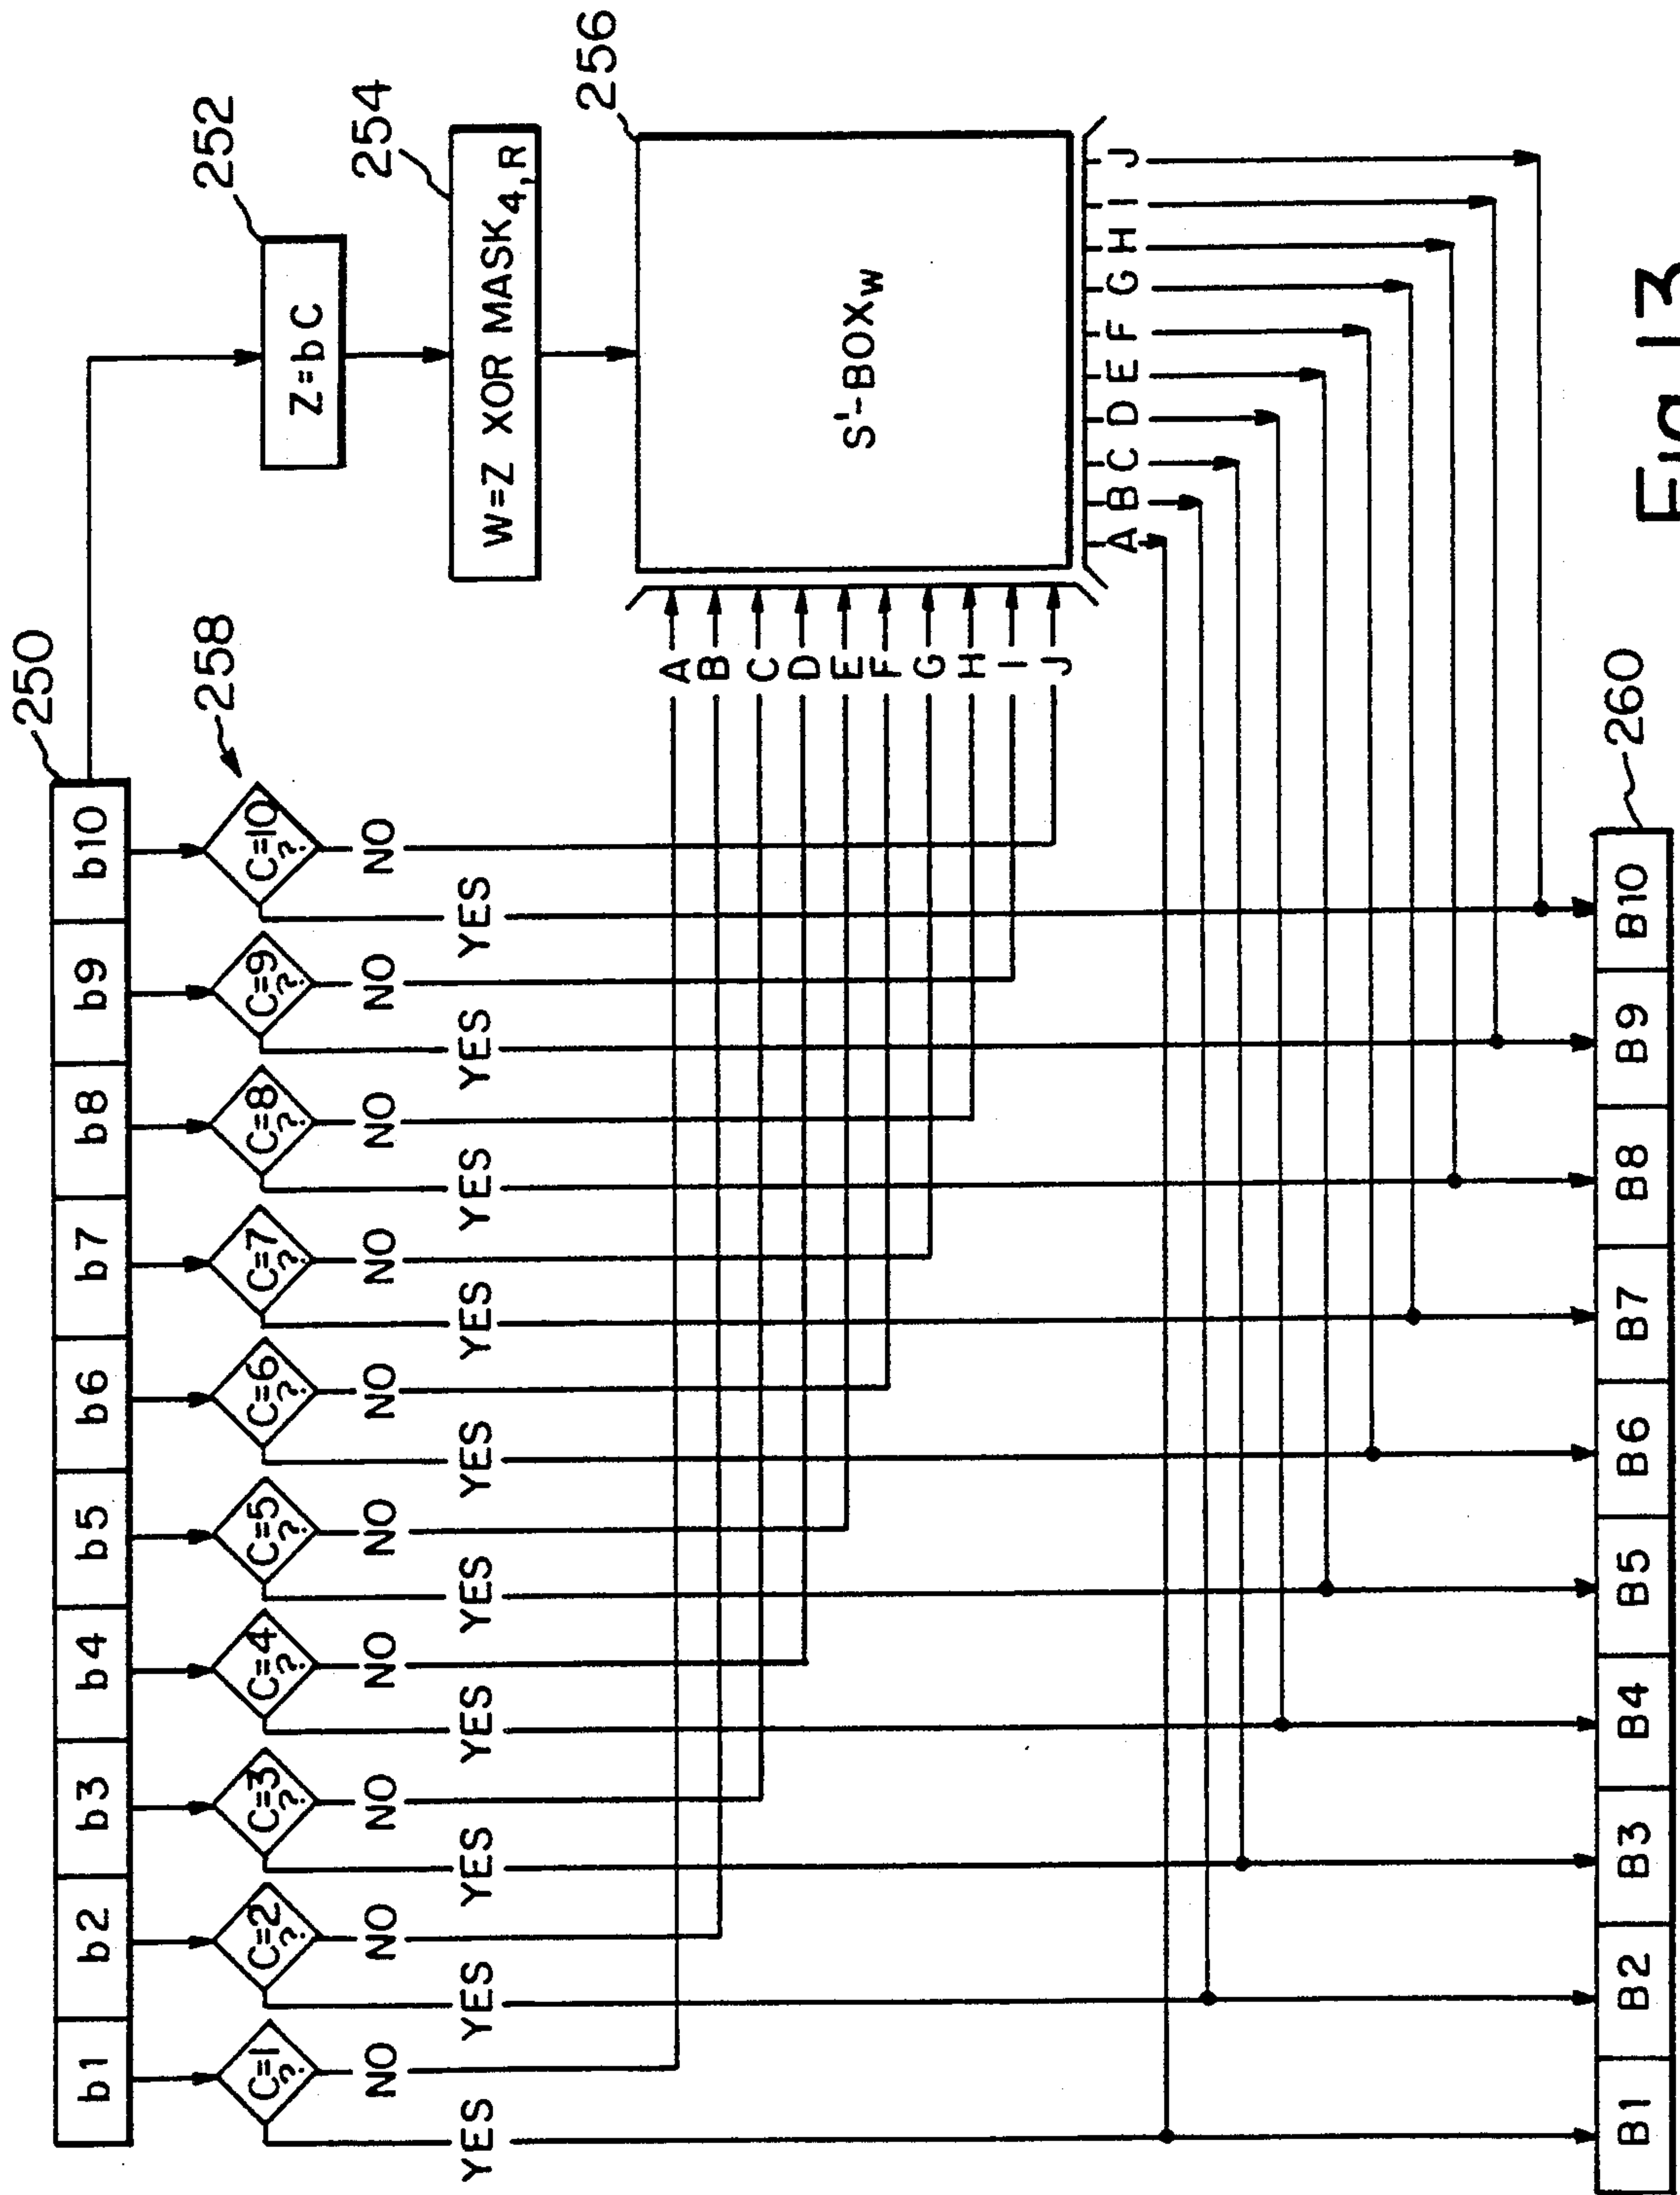 250
b1 b2 b3 b4 b5 b6 b7 b8 b9 b10
252
Z=bC
258
C=1 ? C=2 ? C=3 ? C=4 ? C=5 ? C=6 ? C=7 ? C=8 ? C=9 ? C=10 ?
NO NO NO NO NO NO NO NO NO NO
254
W=Z XOR MASK4,R
YES YES YES YES YES YES YES YES YES YES
256
S'-BOXW
A
B
C
D
E
F
G
H
I
J
A B C D E F G H I J
260
B1 B2 B3 B4 B5 B6 B7 B8 B9 B10
Fig. 13